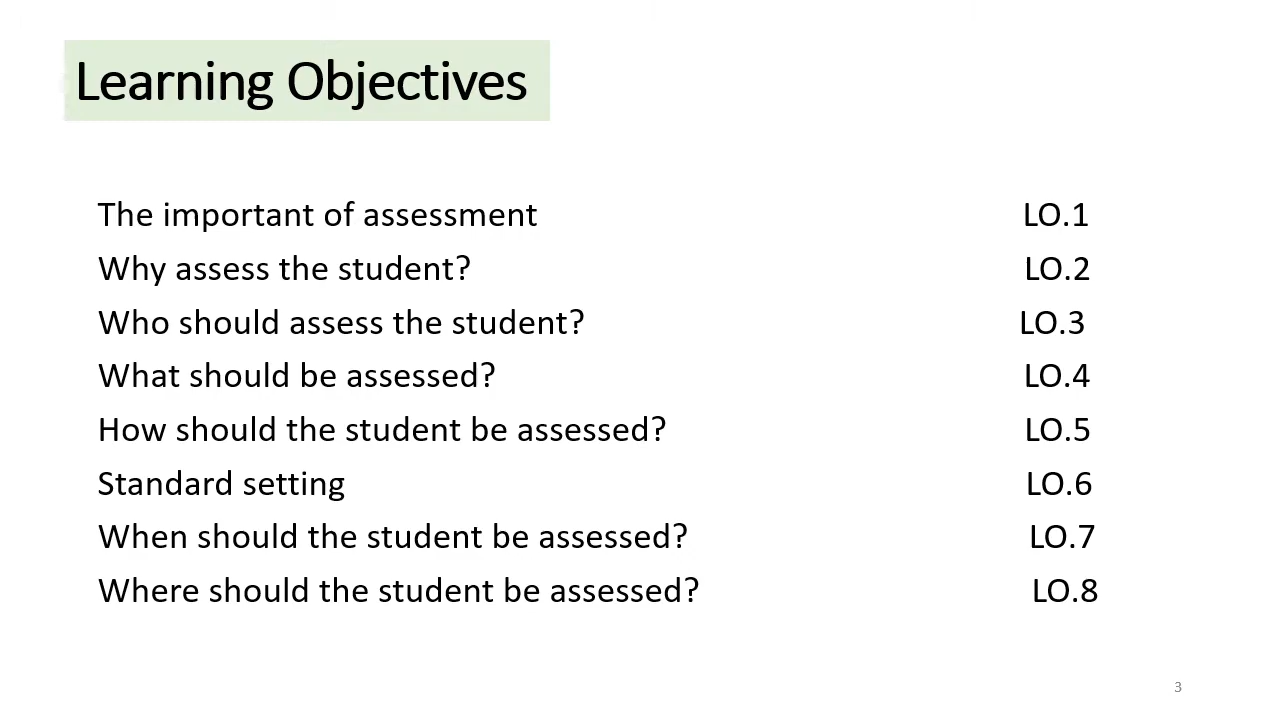 Learning Objectives
The important of assessment LO.1
Why assess the student? LO.2
Who should assess the student? LO.3
What should be assessed? LO.4
How should the student be assessed? LO.5
Standard setting LO.6
When should the student be assessed? LO.7
Where should the student be assessed? LO.8
3